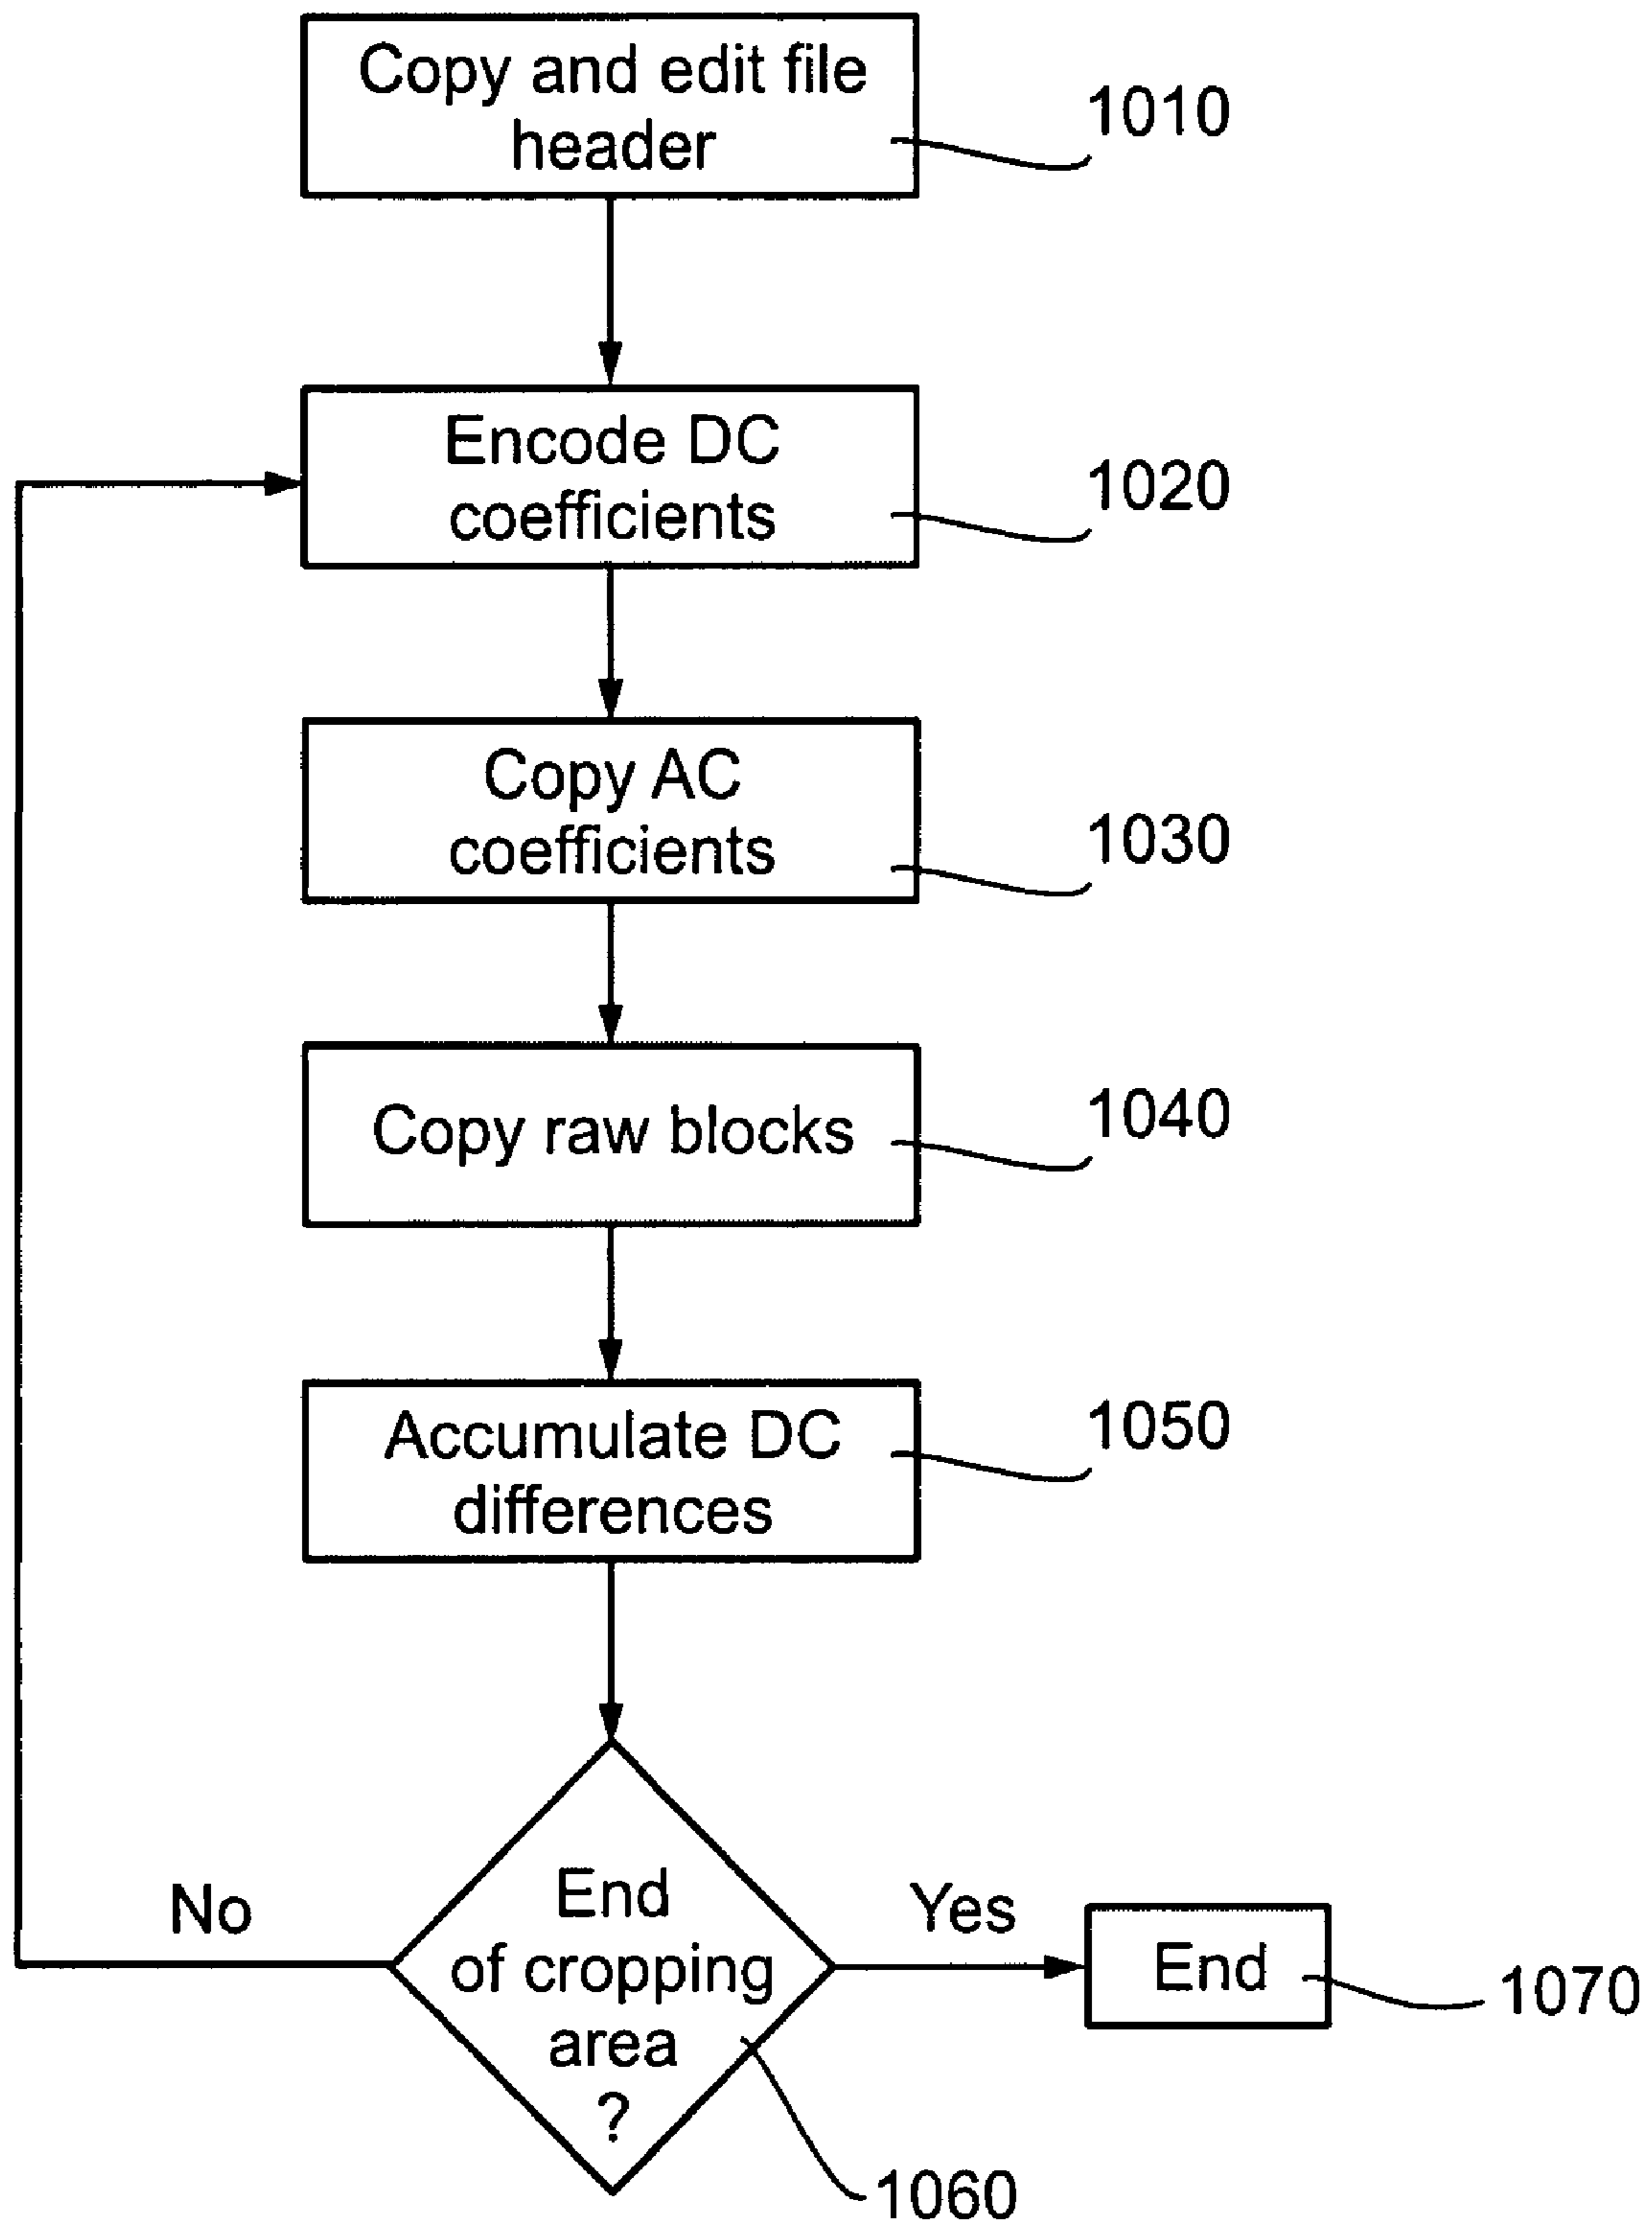 Copy and edit file
header
1010
Encode DC
coefficients
1020
Copy AC
coefficients
1030
Copy raw blocks
1040
Accumulate DC
differences
1050
End
of cropping
area
?
1060
No
Yes
End
1070